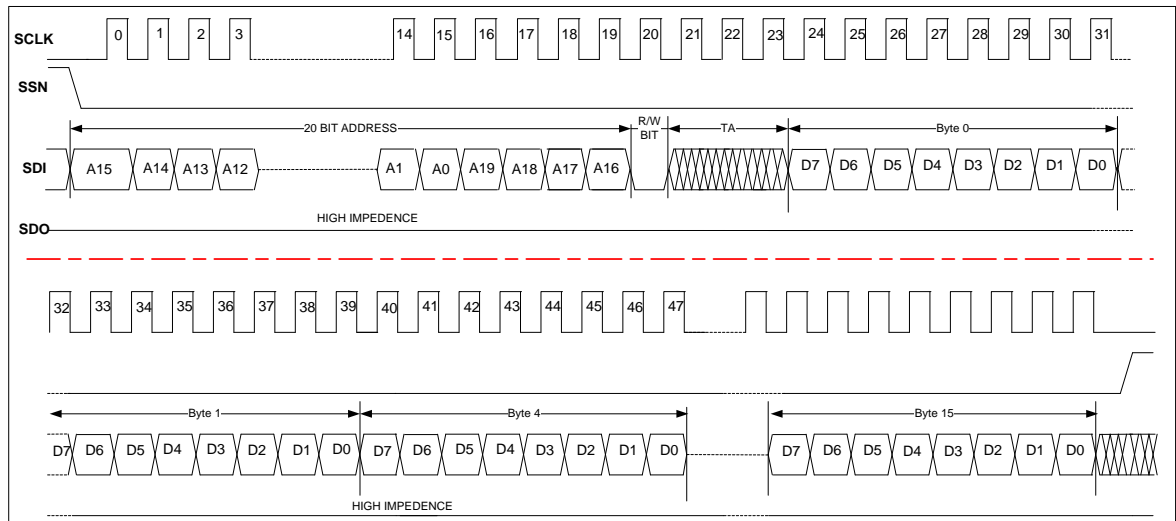 SCLK 0 1 2 3 14 15 16 17 18 19 20 21 22 23 24 25 26 27 28 29 30 31
SSN
20 BIT ADDRESS R/W BIT TA Byte 0
SDI A15 A14 A13 A12 A1 A0 A19 A18 A17 A16 D7 D6 D5 D4 D3 D2 D1 D0
HIGH IMPEDENCE
SDO
32 33 34 35 36 37 38 39 40 41 42 43 44 45 46 47
Byte 1 Byte 4 Byte 15
D7 D6 D5 D4 D3 D2 D1 D0 D7 D6 D5 D4 D3 D2 D1 D0 D7 D6 D5 D4 D3 D2 D1 D0
HIGH IMPEDENCE